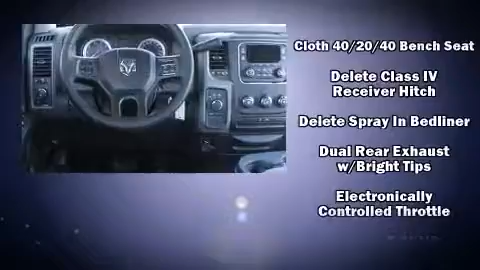 Cloth 40/20/40 Bench Seat
Delete Class IV
Receiver Hitch
Delete Spray In Bedliner
Dual Rear Exhaust
w/Bright Tips
Electronically
Controlled Throttle